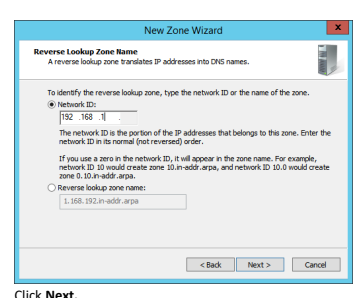 New Zone Wizard
x
Reverse Lookup Zone Name
A reverse lookup zone translates IP addresses into DNS names.
To identify the reverse lookup zone, type the network ID or the name of the zone.
Network ID:
192 .168 .1 .
The network ID is the portion of the IP addresses that belongs to this zone. Enter the
network ID in its normal (not reversed) order.
If you use a zero in the network ID, it will appear in the zone name. For example,
network ID 10 would create zone 10.in-addr.arpa, and network ID 10.0 would create
zone 0.10.in-addr.arpa.
Reverse lookup zone name:
1.168.192.in-addr.arpa
< Back Next > Cancel
Click Next.